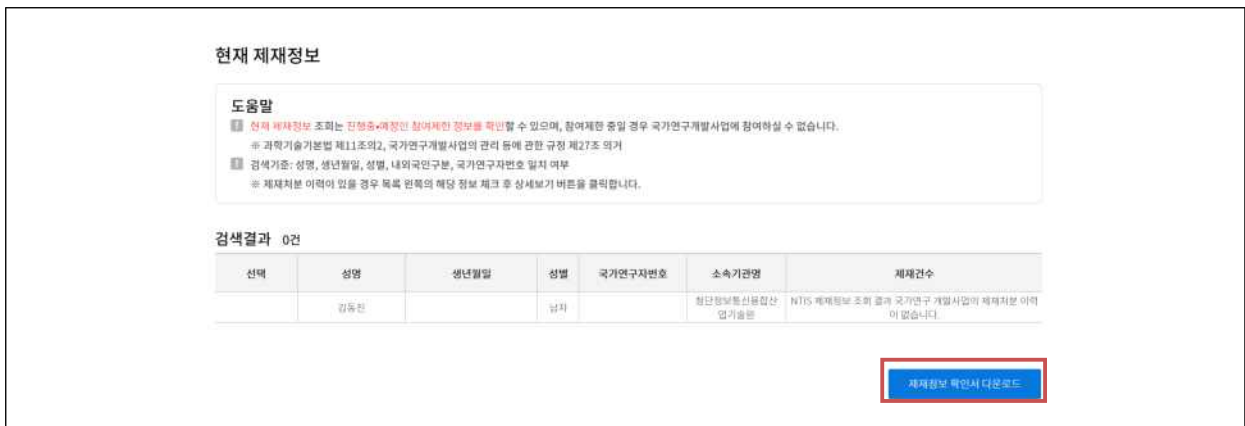 현재 제재정보
도움말
현재 제재정보 조회는 진행중•예정인 참여제한 정보를 확인할 수 있으며, 참여제한 중일 경우 국가연구개발사업에 참여하실 수 없습니다.
※ 과학기술기본법 제11조의2, 국가연구개발사업의 관리 등에 관한 규정 제27조 의거
검색기준: 성명, 생년월일, 성별, 내외국인구분, 국가연구자번호 일치 여부
※ 제재처분 이력이 있을 경우 목록 왼쪽의 해당 정보 체크 후 상세보기 버튼을 클릭합니다.
검색결과 0건
선택 성명 생년월일 성별 국가연구자번호 소속기관명 제재건수
김동진 남자 첨단정보통신융합산업기술원 NTIS 제재정보 조회 결과 국가연구 개발사업의 제재처분 이력이 없습니다.
제재정보 확인서 다운로드